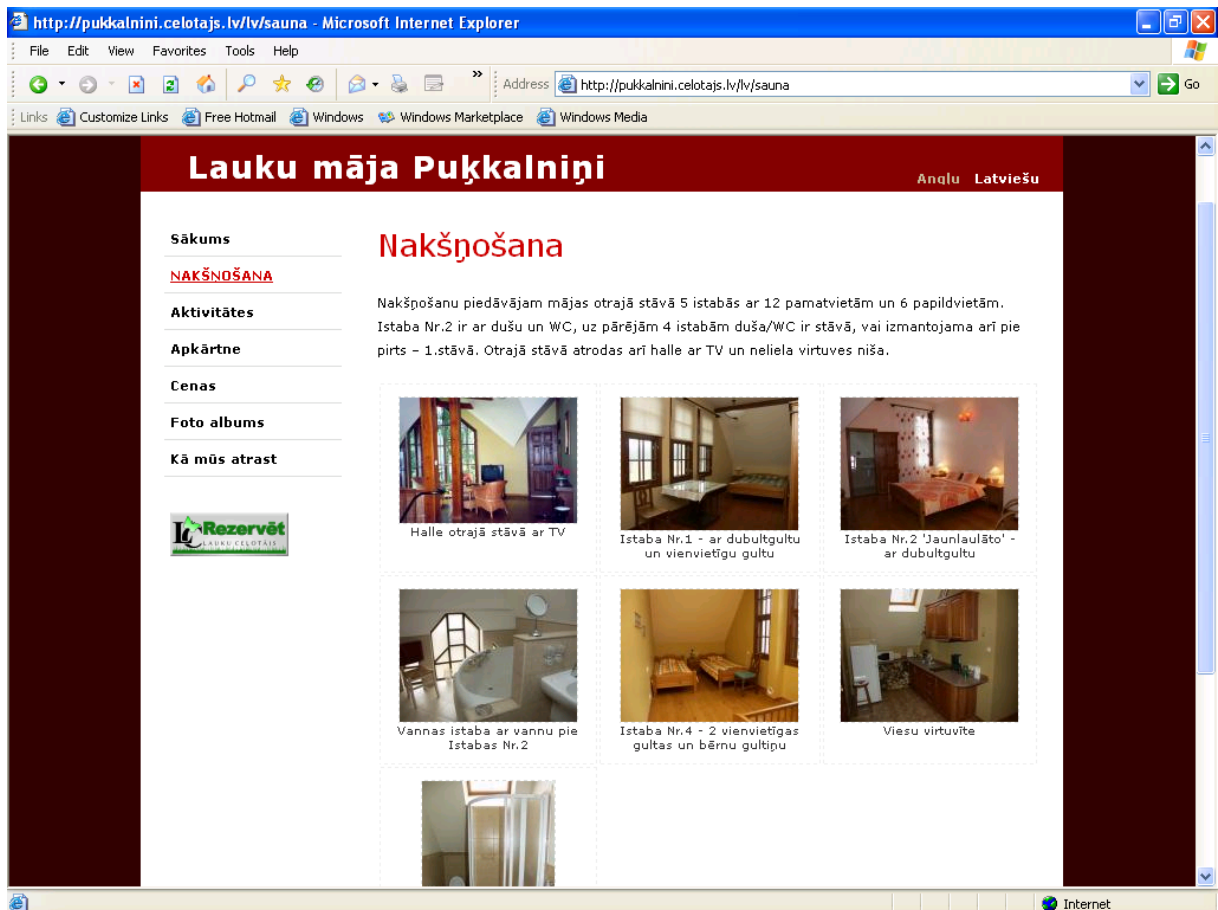 http://pukkalnini.celotajs.lv/lv/sauna - Microsoft Internet Explorer
File Edit View Favorites Tools Help
» Address http://pukkalnini.celotajs.lv/lv/sauna Go
Links Customize Links Free Hotmail Windows Windows Marketplace Windows Media
Lauku māja Puķkalniņi
Angļu Latviešu
Sākums
NAKŠŅOŠANA
Aktivitātes
Apkārtne
Cenas
Foto albums
Kā mūs atrast
LC Rezervēt
LAUKU CEĻOTĀJS
Nakšņošana
Nakšņošanu piedāvājam mājas otrajā stāvā 5 istabās ar 12 pamatvietām un 6 papildvietām.
Istaba Nr.2 ir ar dušu un WC, uz pārējām 4 istabām duša/WC ir stāvā, vai izmantojama arī pie
pirts – 1.stāvā. Otrajā stāvā atrodas arī halle ar TV un neliela virtuves niša.
Halle otrajā stāvā ar TV
Istaba Nr.1 - ar dubultgultu
un vienvietīgu gultu
Istaba Nr.2 'Jaunlaulāto' -
ar dubultgultu
Vannas istaba ar vannu pie
Istabas Nr.2
Istaba Nr.4 - 2 vienvietīgas
gultas un bērnu gultiņu
Viesu virtuvīte
Internet